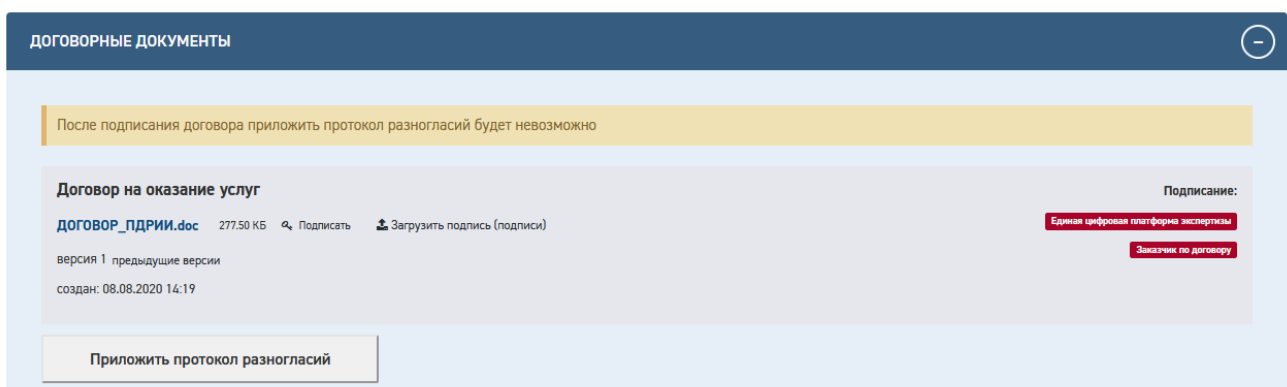 ДОГОВОРНЫЕ ДОКУМЕНТЫ
После подписания договора приложить протокол разногласий будет невозможно
Договор на оказание услуг
Подписание:
ДОГОВОР_ПДРИИ.doc 277.50 КБ Подписать Загрузить подпись (подписи)
Единая цифровая платформа экспертизы
Заказчик по договору
версия 1 предыдущие версии
создан: 08.08.2020 14:19
Приложить протокол разногласий